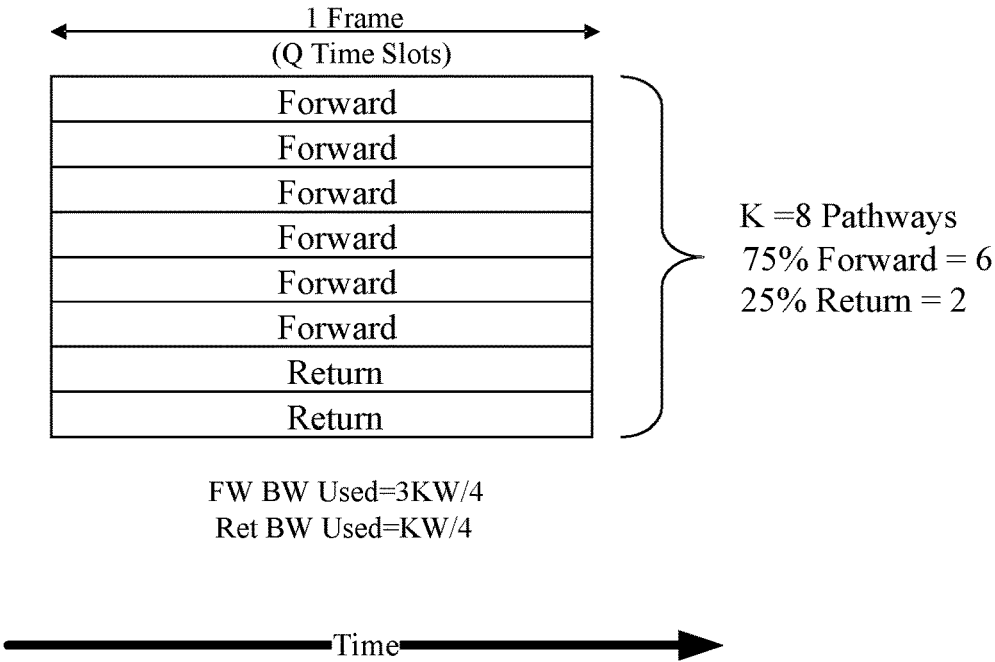 1 Frame
(Q Time Slots)
Forward
Forward
Forward
Forward
Forward
Forward
Return
Return
K =8 Pathways
75% Forward = 6
25% Return = 2
FW BW Used=3KW/4
Ret BW Used=KW/4
Time